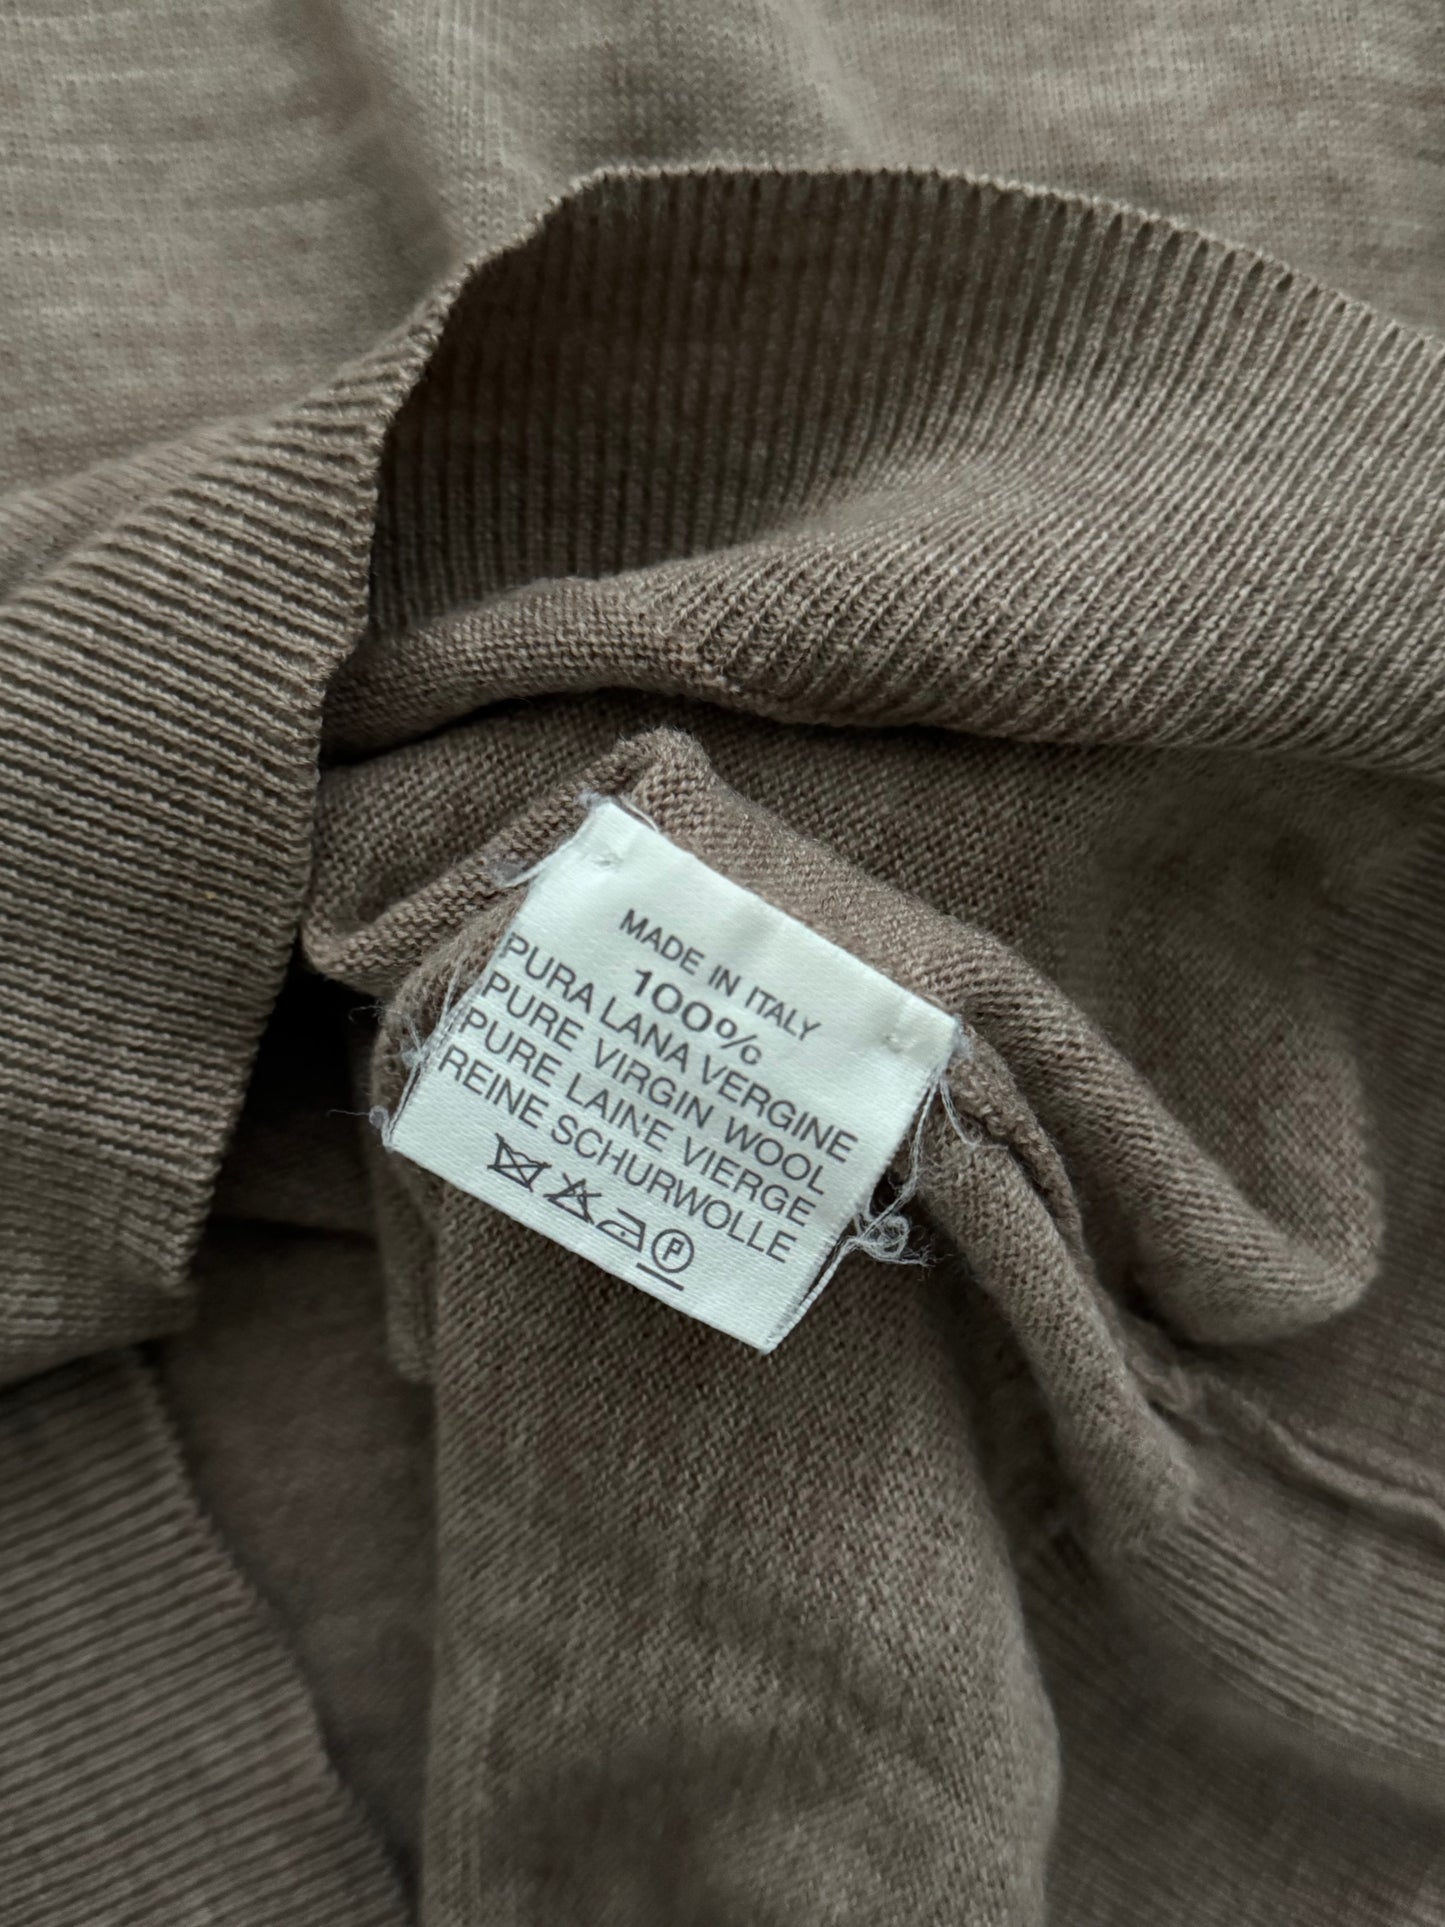 MADE IN ITALY
100%
PURA LANA VERGINE
PURE VIRGIN WOOL
PURE LAINE VIERGE
REINE SCHURWOLLE
P